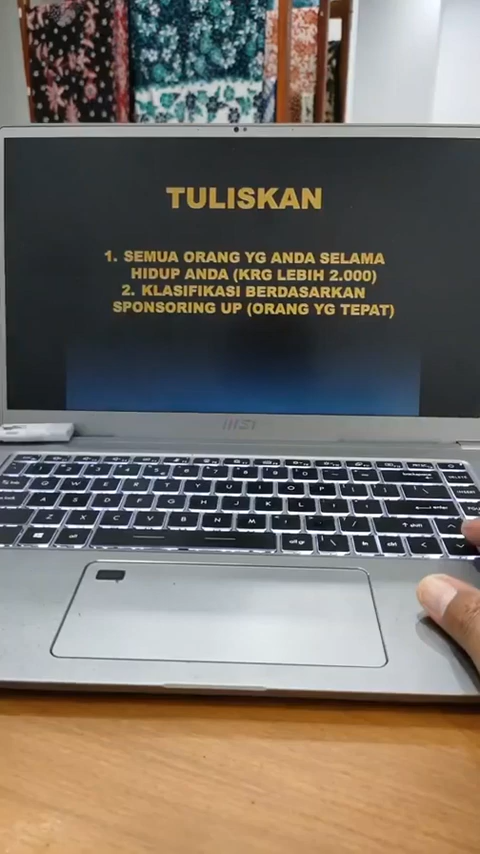 TULISKAN
1. SEMUA ORANG YG ANDA SELAMA
HIDUP ANDA (KRG LEBIH 2.000)
2. KLASIFIKASI BERDASARKAN
SPONSORING UP (ORANG YG TEPAT)
msi